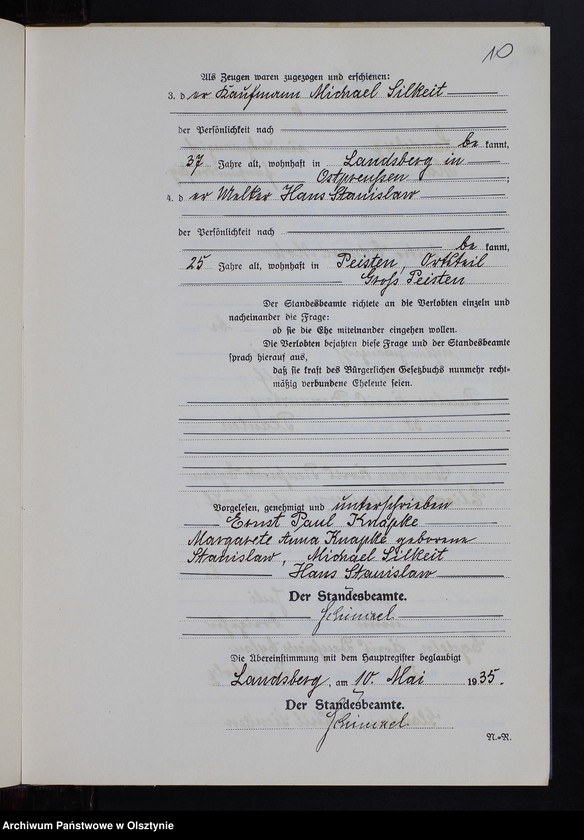 10
Als Zeugen waren zugezogen und erschienen:
3. der Kaufmann Michael Silkeit
der Persönlichkeit nach
bekannt,
37 Jahre alt, wohnhaft in Landsberg in
Ostpreußen;
4. der Melker Hans Stanislaw
der Persönlichkeit nach
bekannt,
25 Jahre alt, wohnhaft in Peisten, Ortsteil
Gross Peisten
Der Standesbeamte richtete an die Verlobten einzeln und
nacheinander die Frage:
ob sie die Ehe miteinander eingehen wollen.
Die Verlobten bejahten diese Frage und der Standesbeamte
sprach hierauf aus,
daß sie kraft des Bürgerlichen Gesetzbuchs nunmehr recht-
mäßig verbundene Eheleute seien.
Vorgelesen, genehmigt und unterschrieben
Ernst Paul Knapke
Margarete Anna Knapke geborene
Stanislaw, Michael Silkeit
Hans Stanislaw
Der Standesbeamte.
Schimkel
Die Übereinstimmung mit dem Hauptregister beglaubigt
Landsberg, am 10. Mai 1935.
Der Standesbeamte.
Schimkel
N.-R.
Archiwum Państwowe w Olsztynie